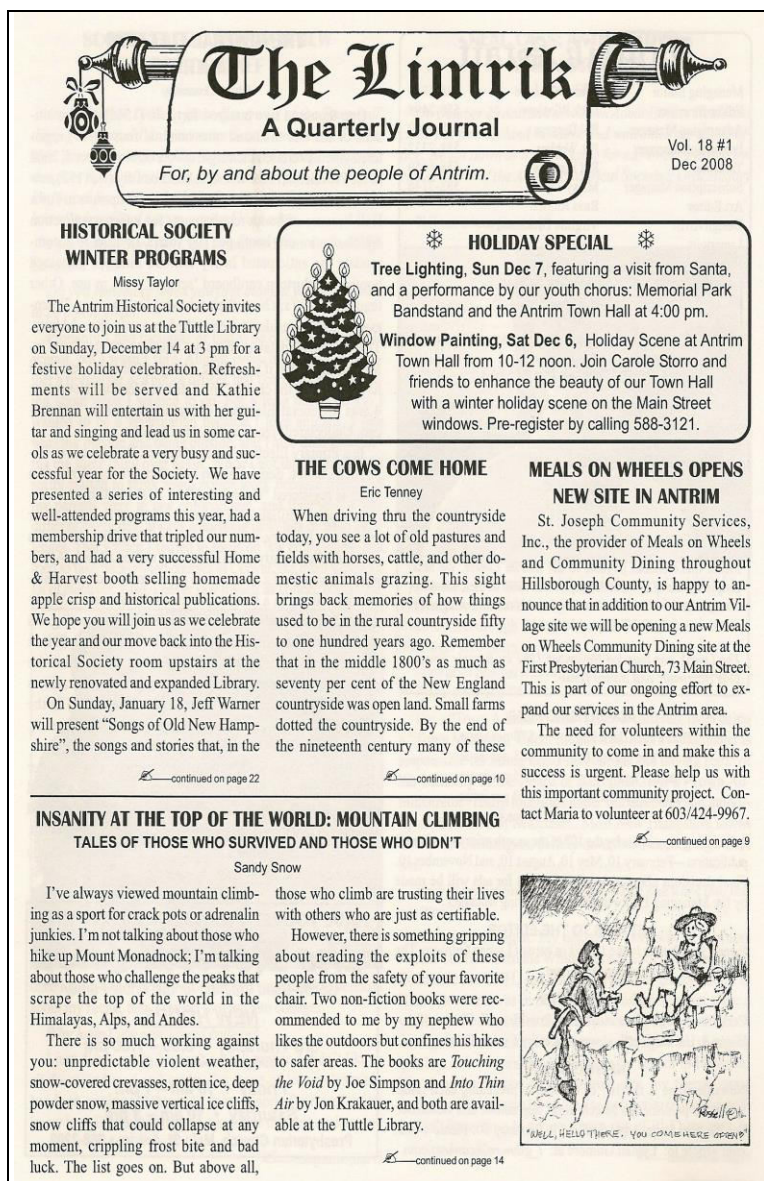 The Limrik
A Quarterly Journal
For, by and about the people of Antrim.
Vol. 18 #1
Dec 2008
HISTORICAL SOCIETY
WINTER PROGRAMS
Missy Taylor
The Antrim Historical Society invites
everyone to join us at the Tuttle Library
on Sunday, December 14 at 3 pm for a
festive holiday celebration. Refresh-
ments will be served and Kathie
Brennan will entertain us with her gui-
tar and singing and lead us in some car-
ols as we celebrate a very busy and suc-
cessful year for the Society. We have
presented a series of interesting and
well-attended programs this year, had a
membership drive that tripled our num-
bers, and had a very successful Home
& Harvest booth selling homemade
apple crisp and historical publications.
We hope you will join us as we celebrate
the year and our move back into the His-
torical Society room upstairs at the
newly renovated and expanded Library.
On Sunday, January 18, Jeff Warner
will present “Songs of Old New Hamp-
shire”, the songs and stories that, in the
continued on page 22
HOLIDAY SPECIAL
Tree Lighting, Sun Dec 7, featuring a visit from Santa,
and a performance by our youth chorus: Memorial Park
Bandstand and the Antrim Town Hall at 4:00 pm.
Window Painting, Sat Dec 6, Holiday Scene at Antrim
Town Hall from 10-12 noon. Join Carole Storro and
friends to enhance the beauty of our Town Hall
with a winter holiday scene on the Main Street
windows. Pre-register by calling 588-3121.
THE COWS COME HOME
Eric Tenney
When driving thru the countryside
today, you see a lot of old pastures and
fields with horses, cattle, and other do-
mestic animals grazing. This sight
brings back memories of how things
used to be in the rural countryside fifty
to one hundred years ago. Remember
that in the middle 1800’s as much as
seventy per cent of the New England
countryside was open land. Small farms
dotted the countryside. By the end of
the nineteenth century many of these
continued on page 10
MEALS ON WHEELS OPENS
NEW SITE IN ANTRIM
St. Joseph Community Services,
Inc., the provider of Meals on Wheels
and Community Dining throughout
Hillsborough County, is happy to an-
nounce that in addition to our Antrim Vil-
lage site we will be opening a new Meals
on Wheels Community Dining site at the
First Presbyterian Church, 73 Main Street.
This is part of our ongoing effort to ex-
pand our services in the Antrim area.
The need for volunteers within the
community to come in and make this a
success is urgent. Please help us with
this important community project. Con-
tact Maria to volunteer at 603/424-9967.
continued on page 9
INSANITY AT THE TOP OF THE WORLD: MOUNTAIN CLIMBING
TALES OF THOSE WHO SURVIVED AND THOSE WHO DIDN’T
Sandy Snow
I’ve always viewed mountain climb-
ing as a sport for crack pots or adrenalin
junkies. I’m not talking about those who
hike up Mount Monadnock; I’m talking
about those who challenge the peaks that
scrape the top of the world in the
Himalayas, Alps, and Andes.
There is so much working against
you: unpredictable violent weather,
snow-covered crevasses, rotten ice, deep
powder snow, massive vertical ice cliffs,
snow cliffs that could collapse at any
moment, crippling frost bite and bad
luck. The list goes on. But above all,
those who climb are trusting their lives
with others who are just as certifiable.
However, there is something gripping
about reading the exploits of these
people from the safety of your favorite
chair. Two non-fiction books were rec-
ommended to me by my nephew who
likes the outdoors but confines his hikes
to safer areas. The books are Touching
the Void by Joe Simpson and Into Thin
Air by Jon Krakauer, and both are avail-
able at the Tuttle Library.
continued on page 14
"WELL, HELLO THERE. YOU COME HERE OFTEN?"